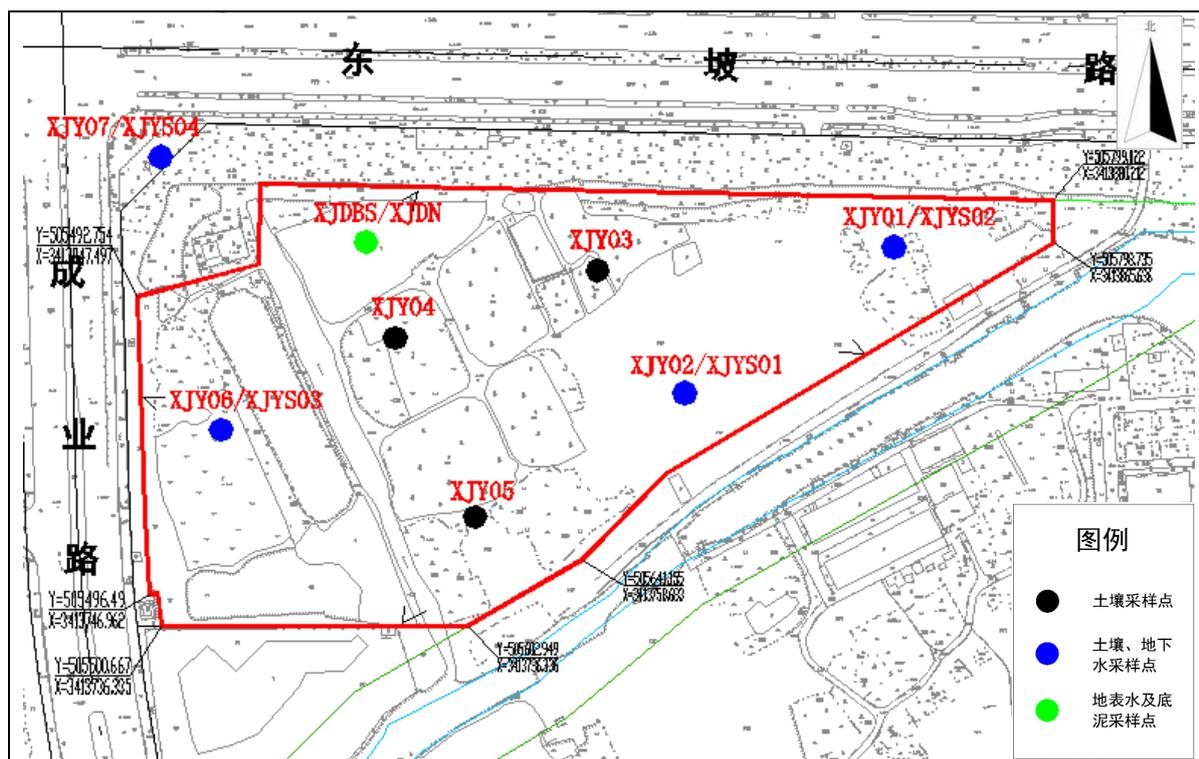 东 坡 路
北
XJY07/XJYS04
XJDBS/XJDN
XJY03
XJY01/XJYS02
Y=505492.754
成
XJY04
XJY02/XJYS01
XJY06/XJYS03
业
XJY05
路
Y=505496.49
X=3413746.962
Y=505500.667
X=3413736.335
图例
土壤采样点
土壤、地下
水采样点
地表水及底
泥采样点